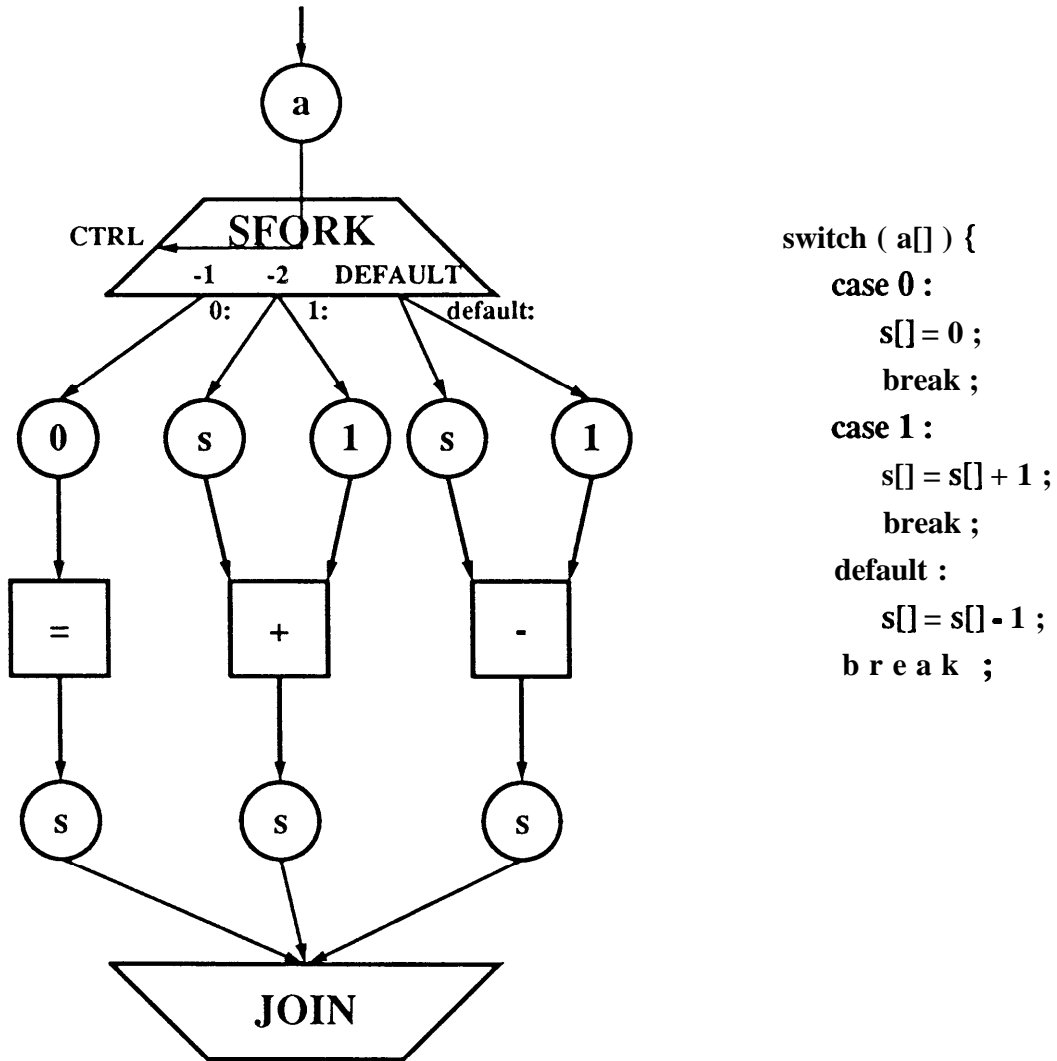 a
SFORK
CTRL
-1 -2 DEFAULT
0: 1: default:
0 s 1 s 1
= + -
s s s
JOIN
switch ( a[] ) {
case 0 :
s[] = 0 ;
break ;
case 1 :
s[] = s[] + 1 ;
break ;
default :
s[] = s[] - 1 ;
b r e a k ;